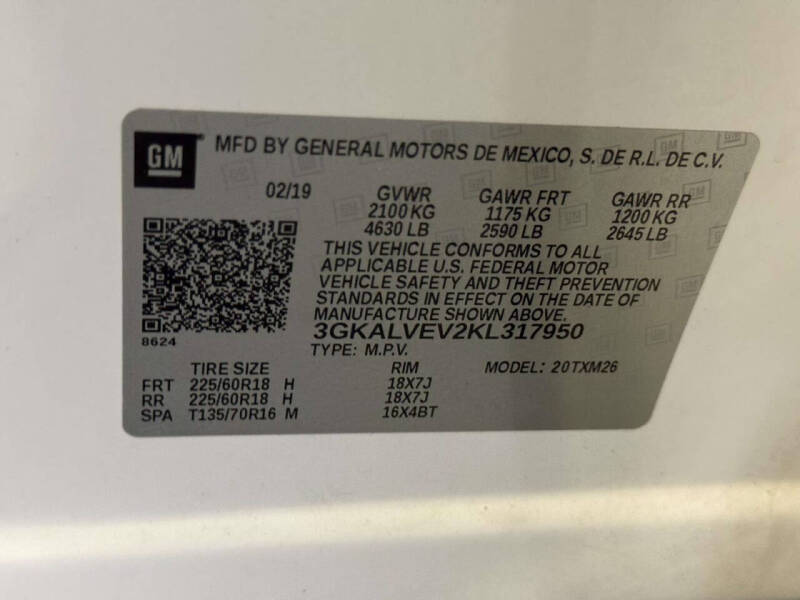 GM MFD BY GENERAL MOTORS DE MEXICO, S. DE R.L. DE C.V.
02/19 GVWR GAWR FRT GAWR RR
2100 KG 1175 KG 1200 KG
4630 LB 2590 LB 2645 LB
THIS VEHICLE CONFORMS TO ALL
APPLICABLE U.S. FEDERAL MOTOR
VEHICLE SAFETY AND THEFT PREVENTION
STANDARDS IN EFFECT ON THE DATE OF
MANUFACTURE SHOWN ABOVE.
3GKALVEV2KL317950
8624
TYPE: M.P.V.
TIRE SIZE RIM MODEL: 20TXM26
FRT 225/60R18 H 18X7J
RR 225/60R18 H 18X7J
SPA T135/70R16 M 16X4BT